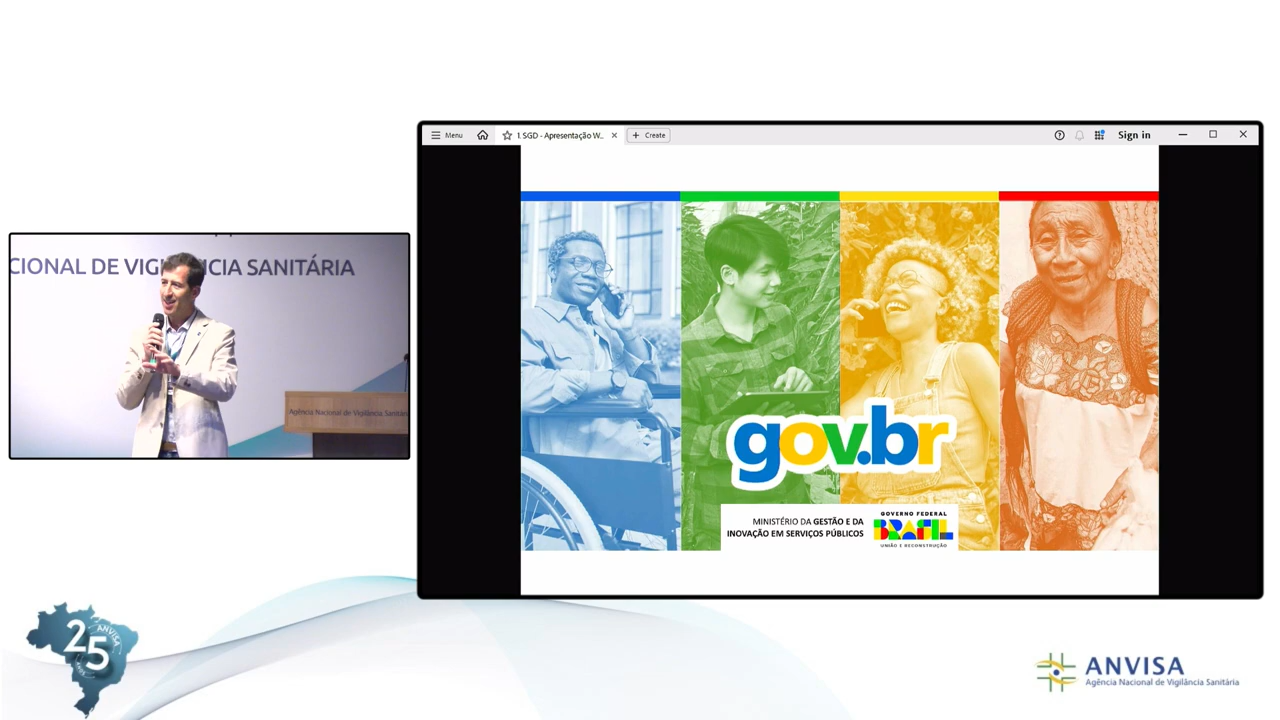 Menu
1. SGD - Apresentação W...
Create
Sign in
CIONAL DE VIGILÂNCIA SANITÁRIA
Agência Nacional de Vigilância Sanitári
gov.br
MINISTÉRIO DA GESTÃO E DA
INOVAÇÃO EM SERVIÇOS PÚBLICOS
GOVERNO FEDERAL
BRASIL
UNIÃO E RECONSTRUÇÃO
25
ANVISA
ANOS
ANVISA
Agência Nacional de Vigilância Sanitária